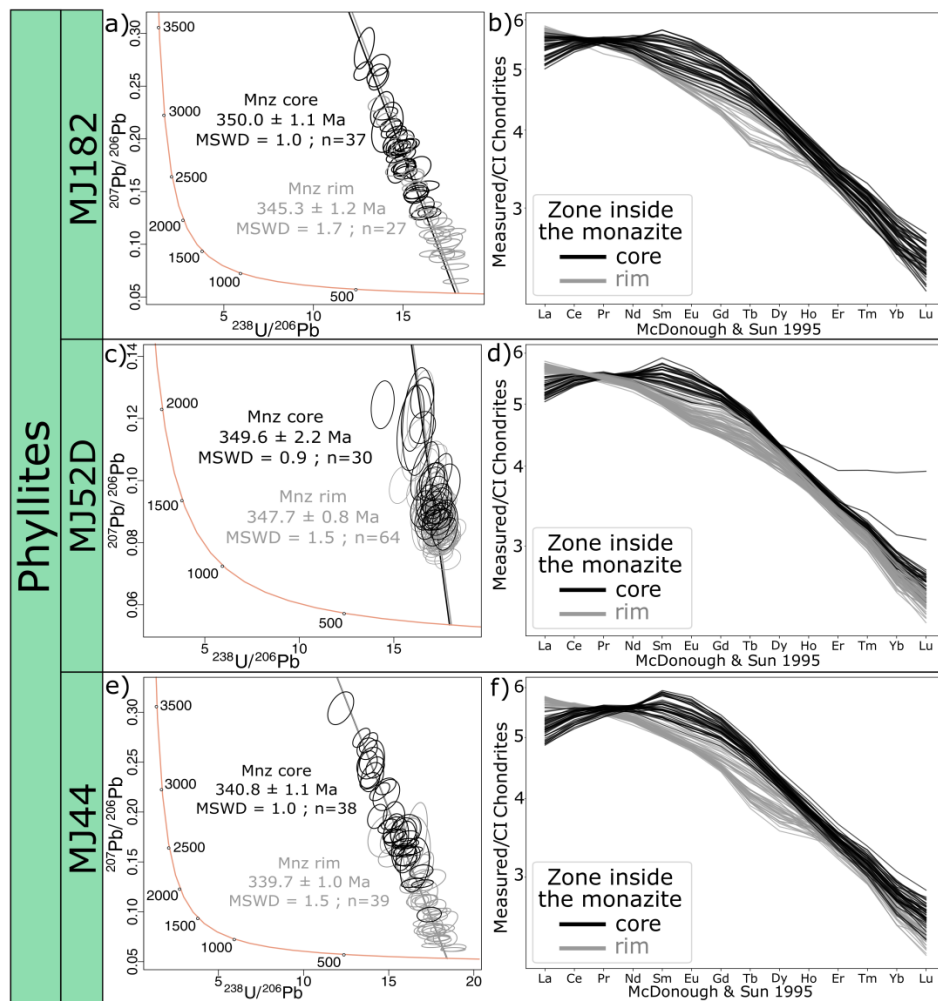 Phyllites
MJ182
a)
207Pb/ 206Pb
0.30
0.25
0.20
0.15
0.10
0.05
3500
3000
2500
2000
1500
1000
500
Mnz core
350.0 ± 1.1 Ma
MSWD = 1.0 ; n=37
Mnz rim
345.3 ± 1.2 Ma
MSWD = 1.7 ; n=27
5 10 15
238U/206Pb
b)
Measured/CI Chondrites
6
5
4
3
Zone inside
the monazite
core
rim
La Ce Pr Nd Sm Eu Gd Tb Dy Ho Er Tm Yb Lu
McDonough & Sun 1995
MJ52D
c)
207Pb/ 206Pb
0.14
0.12
0.10
0.08
0.06
2000
1500
1000
500
Mnz core
349.6 ± 2.2 Ma
MSWD = 0.9 ; n=30
Mnz rim
347.7 ± 0.8 Ma
MSWD = 1.5 ; n=64
5 10 15
238U/206Pb
d)
Measured/CI Chondrites
6
5
4
3
Zone inside
the monazite
core
rim
La Ce Pr Nd Sm Eu Gd Tb Dy Ho Er Tm Yb Lu
McDonough & Sun 1995
MJ44
e)
207Pb/ 206Pb
0.30
0.25
0.20
0.15
0.10
0.05
3500
3000
2500
2000
1500
1000
500
Mnz core
340.8 ± 1.1 Ma
MSWD = 1.0 ; n=38
Mnz rim
339.7 ± 1.0 Ma
MSWD = 1.5 ; n=39
5 10 15 20
238U/206Pb
f)
Measured/CI Chondrites
6
5
4
3
Zone inside
the monazite
core
rim
La Ce Pr Nd Sm Eu Gd Tb Dy Ho Er Tm Yb Lu
McDonough & Sun 1995